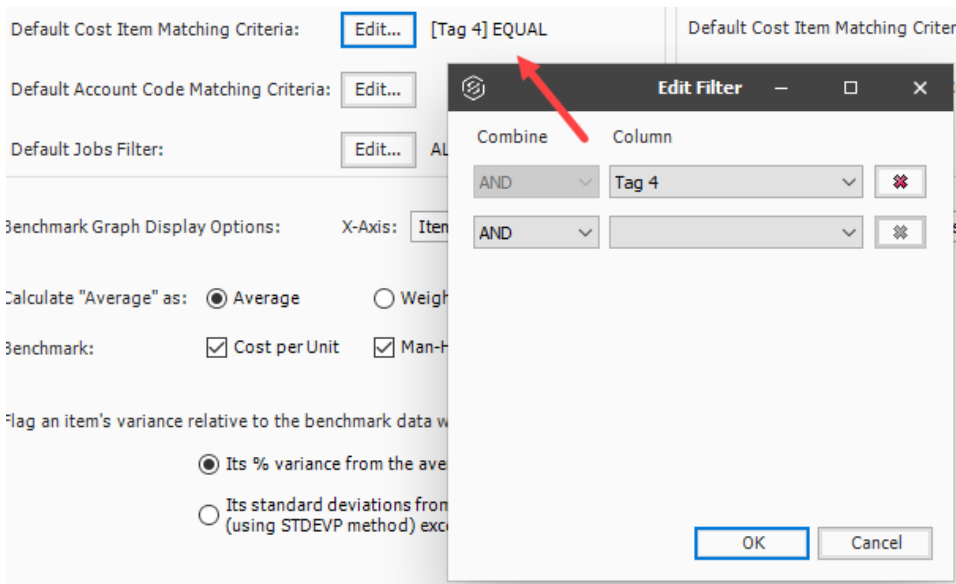 Default Cost Item Matching Criteria: Edit... [Tag 4] EQUAL
Default Cost Item Matching Criter
Default Account Code Matching Criteria: Edit...
Default Jobs Filter: Edit... AL
Benchmark Graph Display Options: X-Axis: Iten
Calculate "Average" as: Average Weigh
Benchmark: Cost per Unit Man-H
Flag an item's variance relative to the benchmark data w
Its % variance from the ave
Its standard deviations from
(using STDEVP method) exce
Edit Filter
Combine Column
AND Tag 4
AND
OK Cancel